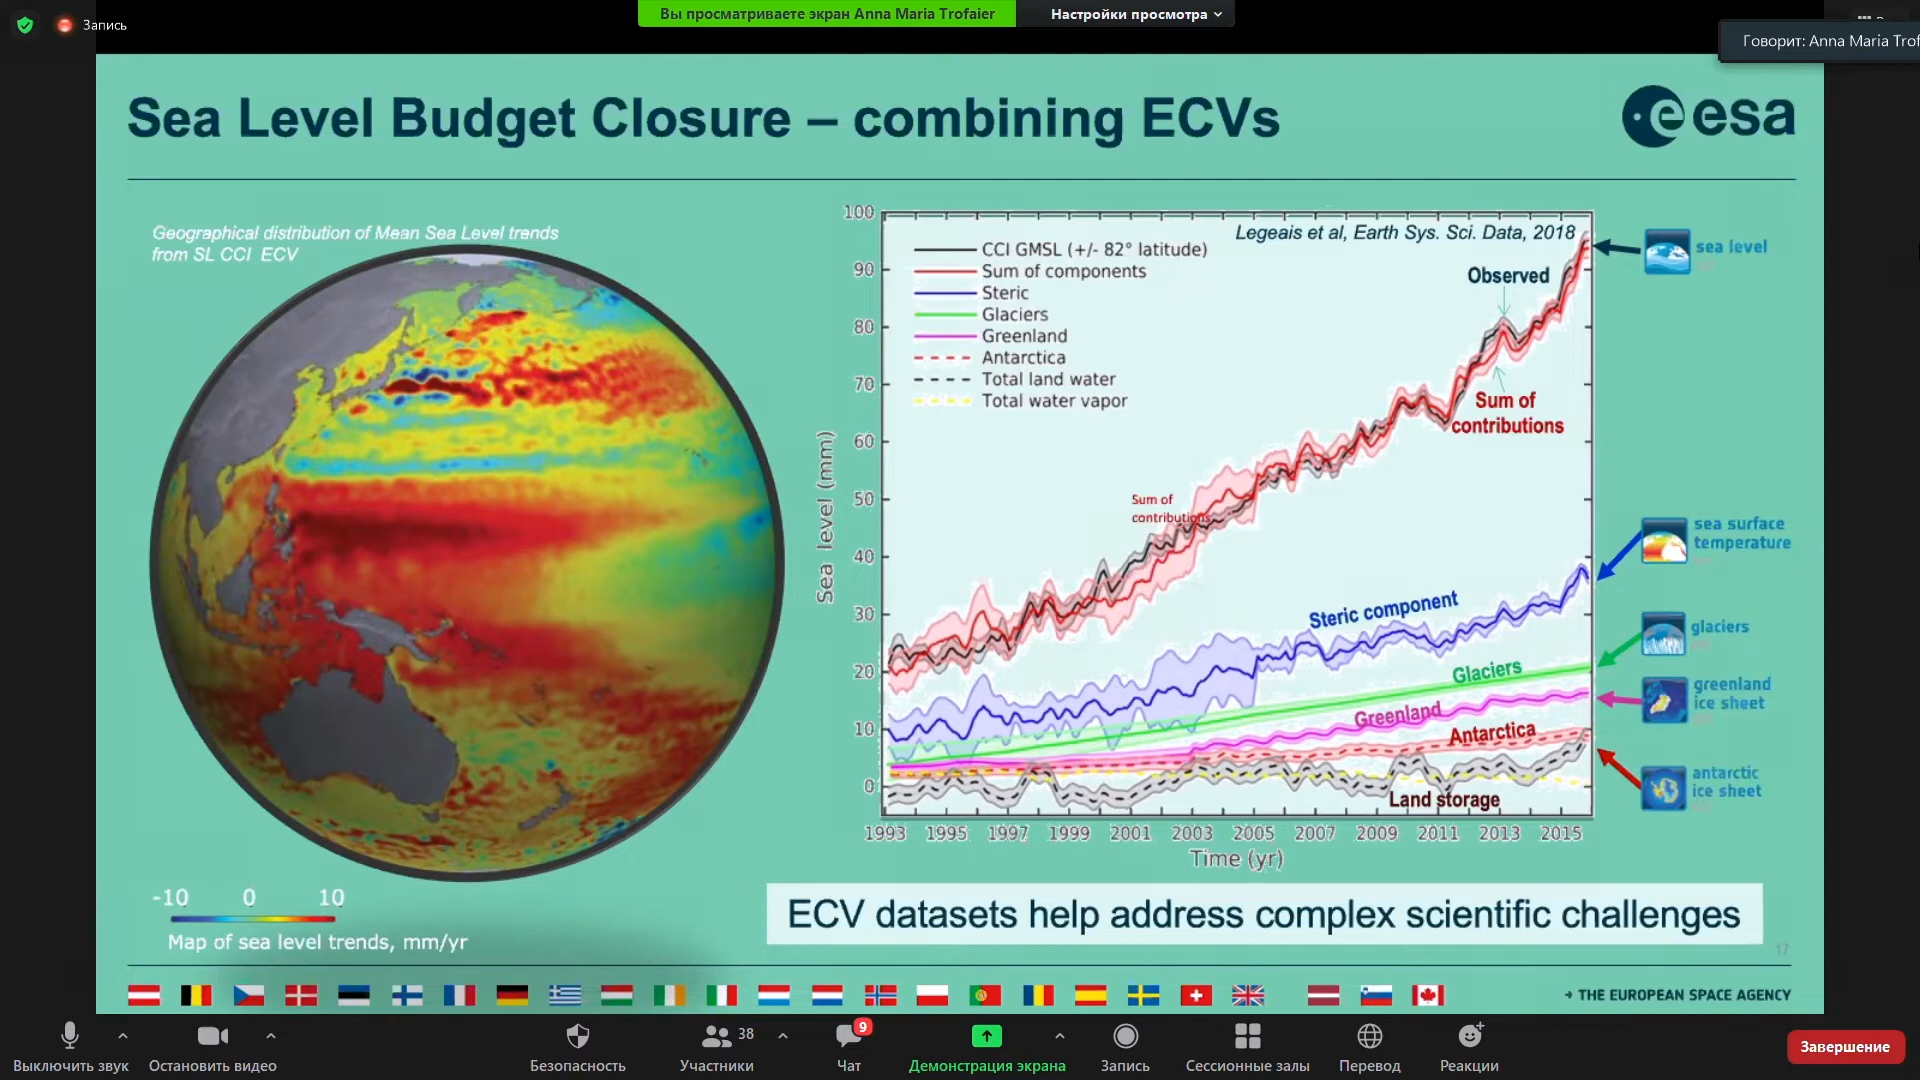 Запись
Вы просматриваете экран Anna Maria Trofaier
Настройки просмотра
Говорит: Anna Maria Trof
Sea Level Budget Closure – combining ECVs
esa
Geographical distribution of Mean Sea Level trends
from SL CCI ECV
-10 0 10
Map of sea level trends, mm/yr
Legeais et al, Earth Sys. Sci. Data, 2018
CCI GMSL (+/- 82° latitude)
Sum of components
Steric
Glaciers
Greenland
Antarctica
Total land water
Total water vapor
Observed
Sum of
contributions
Sum of
contributions
Steric component
Glaciers
Greenland
Antarctica
Land storage
100
90
80
70
60
50
40
30
20
10
0
Sea level (mm)
1993 1995 1997 1999 2001 2003 2005 2007 2009 2011 2013 2015
Time (yr)
sea level
sea surface
temperature
glaciers
greenland
ice sheet
antarctic
ice sheet
ECV datasets help address complex scientific challenges
17
→ THE EUROPEAN SPACE AGENCY
Выключить звук
Остановить видео
Безопасность
38
Участники
9
Чат
Демонстрация экрана
Запись
Сессионные залы
Перевод
Реакции
Завершение